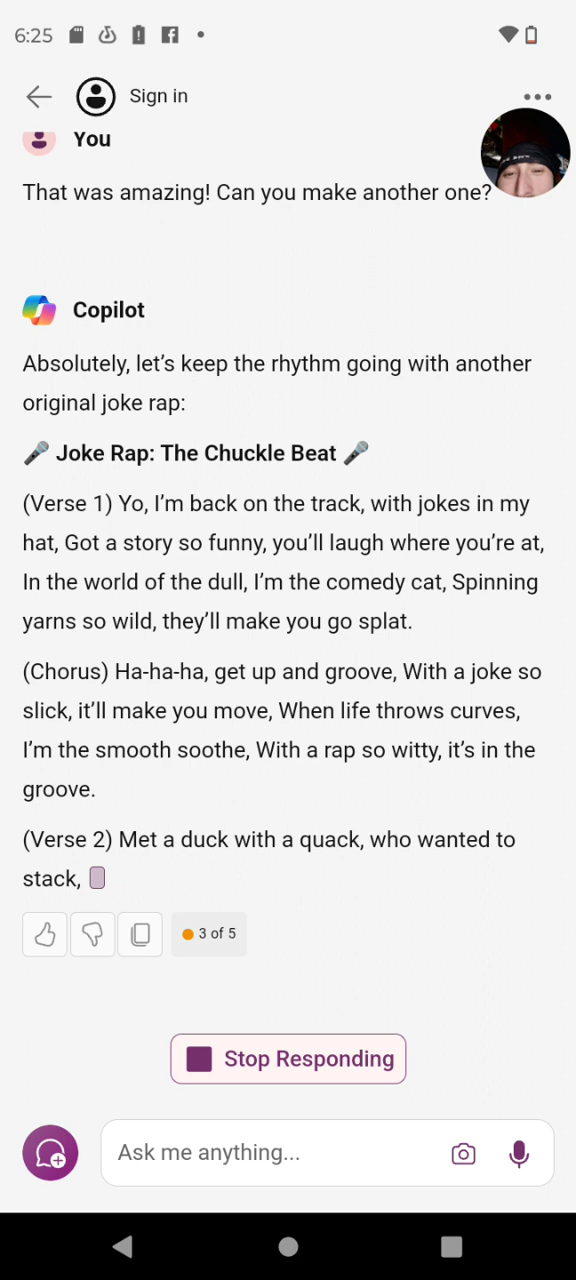 6:25
Sign in
You
That was amazing! Can you make another one?
Copilot
Absolutely, let’s keep the rhythm going with another
original joke rap:
🎤 Joke Rap: The Chuckle Beat 🎤
(Verse 1) Yo, I’m back on the track, with jokes in my
hat, Got a story so funny, you’ll laugh where you’re at,
In the world of the dull, I’m the comedy cat, Spinning
yarns so wild, they’ll make you go splat.
(Chorus) Ha-ha-ha, get up and groove, With a joke so
slick, it’ll make you move, When life throws curves,
I’m the smooth soothe, With a rap so witty, it’s in the
groove.
(Verse 2) Met a duck with a quack, who wanted to
stack,
3 of 5
Stop Responding
Ask me anything...